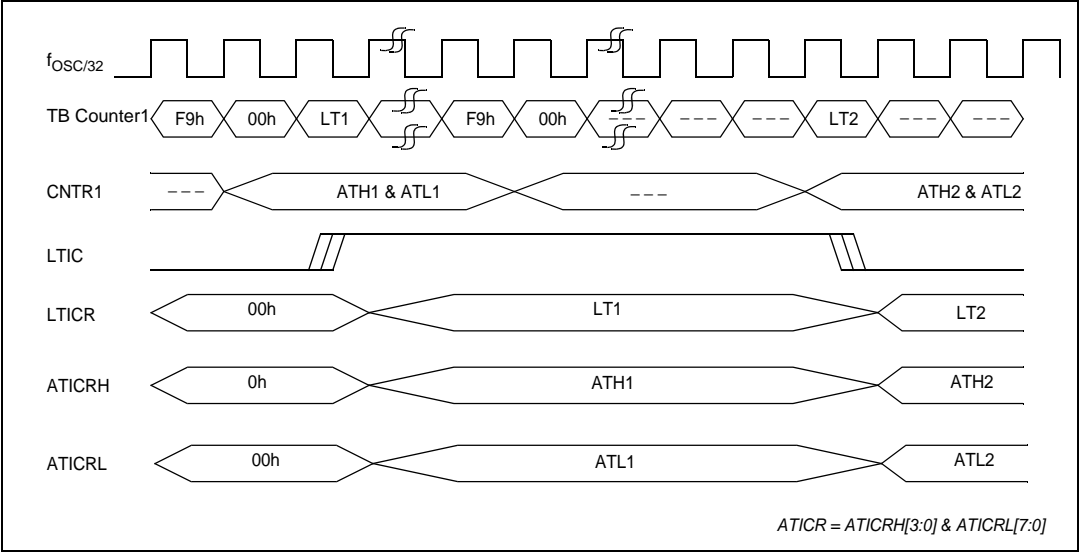 fOSC/32
TB Counter1 F9h 00h LT1 F9h 00h --- --- --- LT2 --- ---
CNTR1 --- ATH1 & ATL1 --- ATH2 & ATL2
LTIC
LTICR 00h LT1 LT2
ATICRH 0h ATH1 ATH2
ATICRL 00h ATL1 ATL2
ATICR = ATICRH[3:0] & ATICRL[7:0]